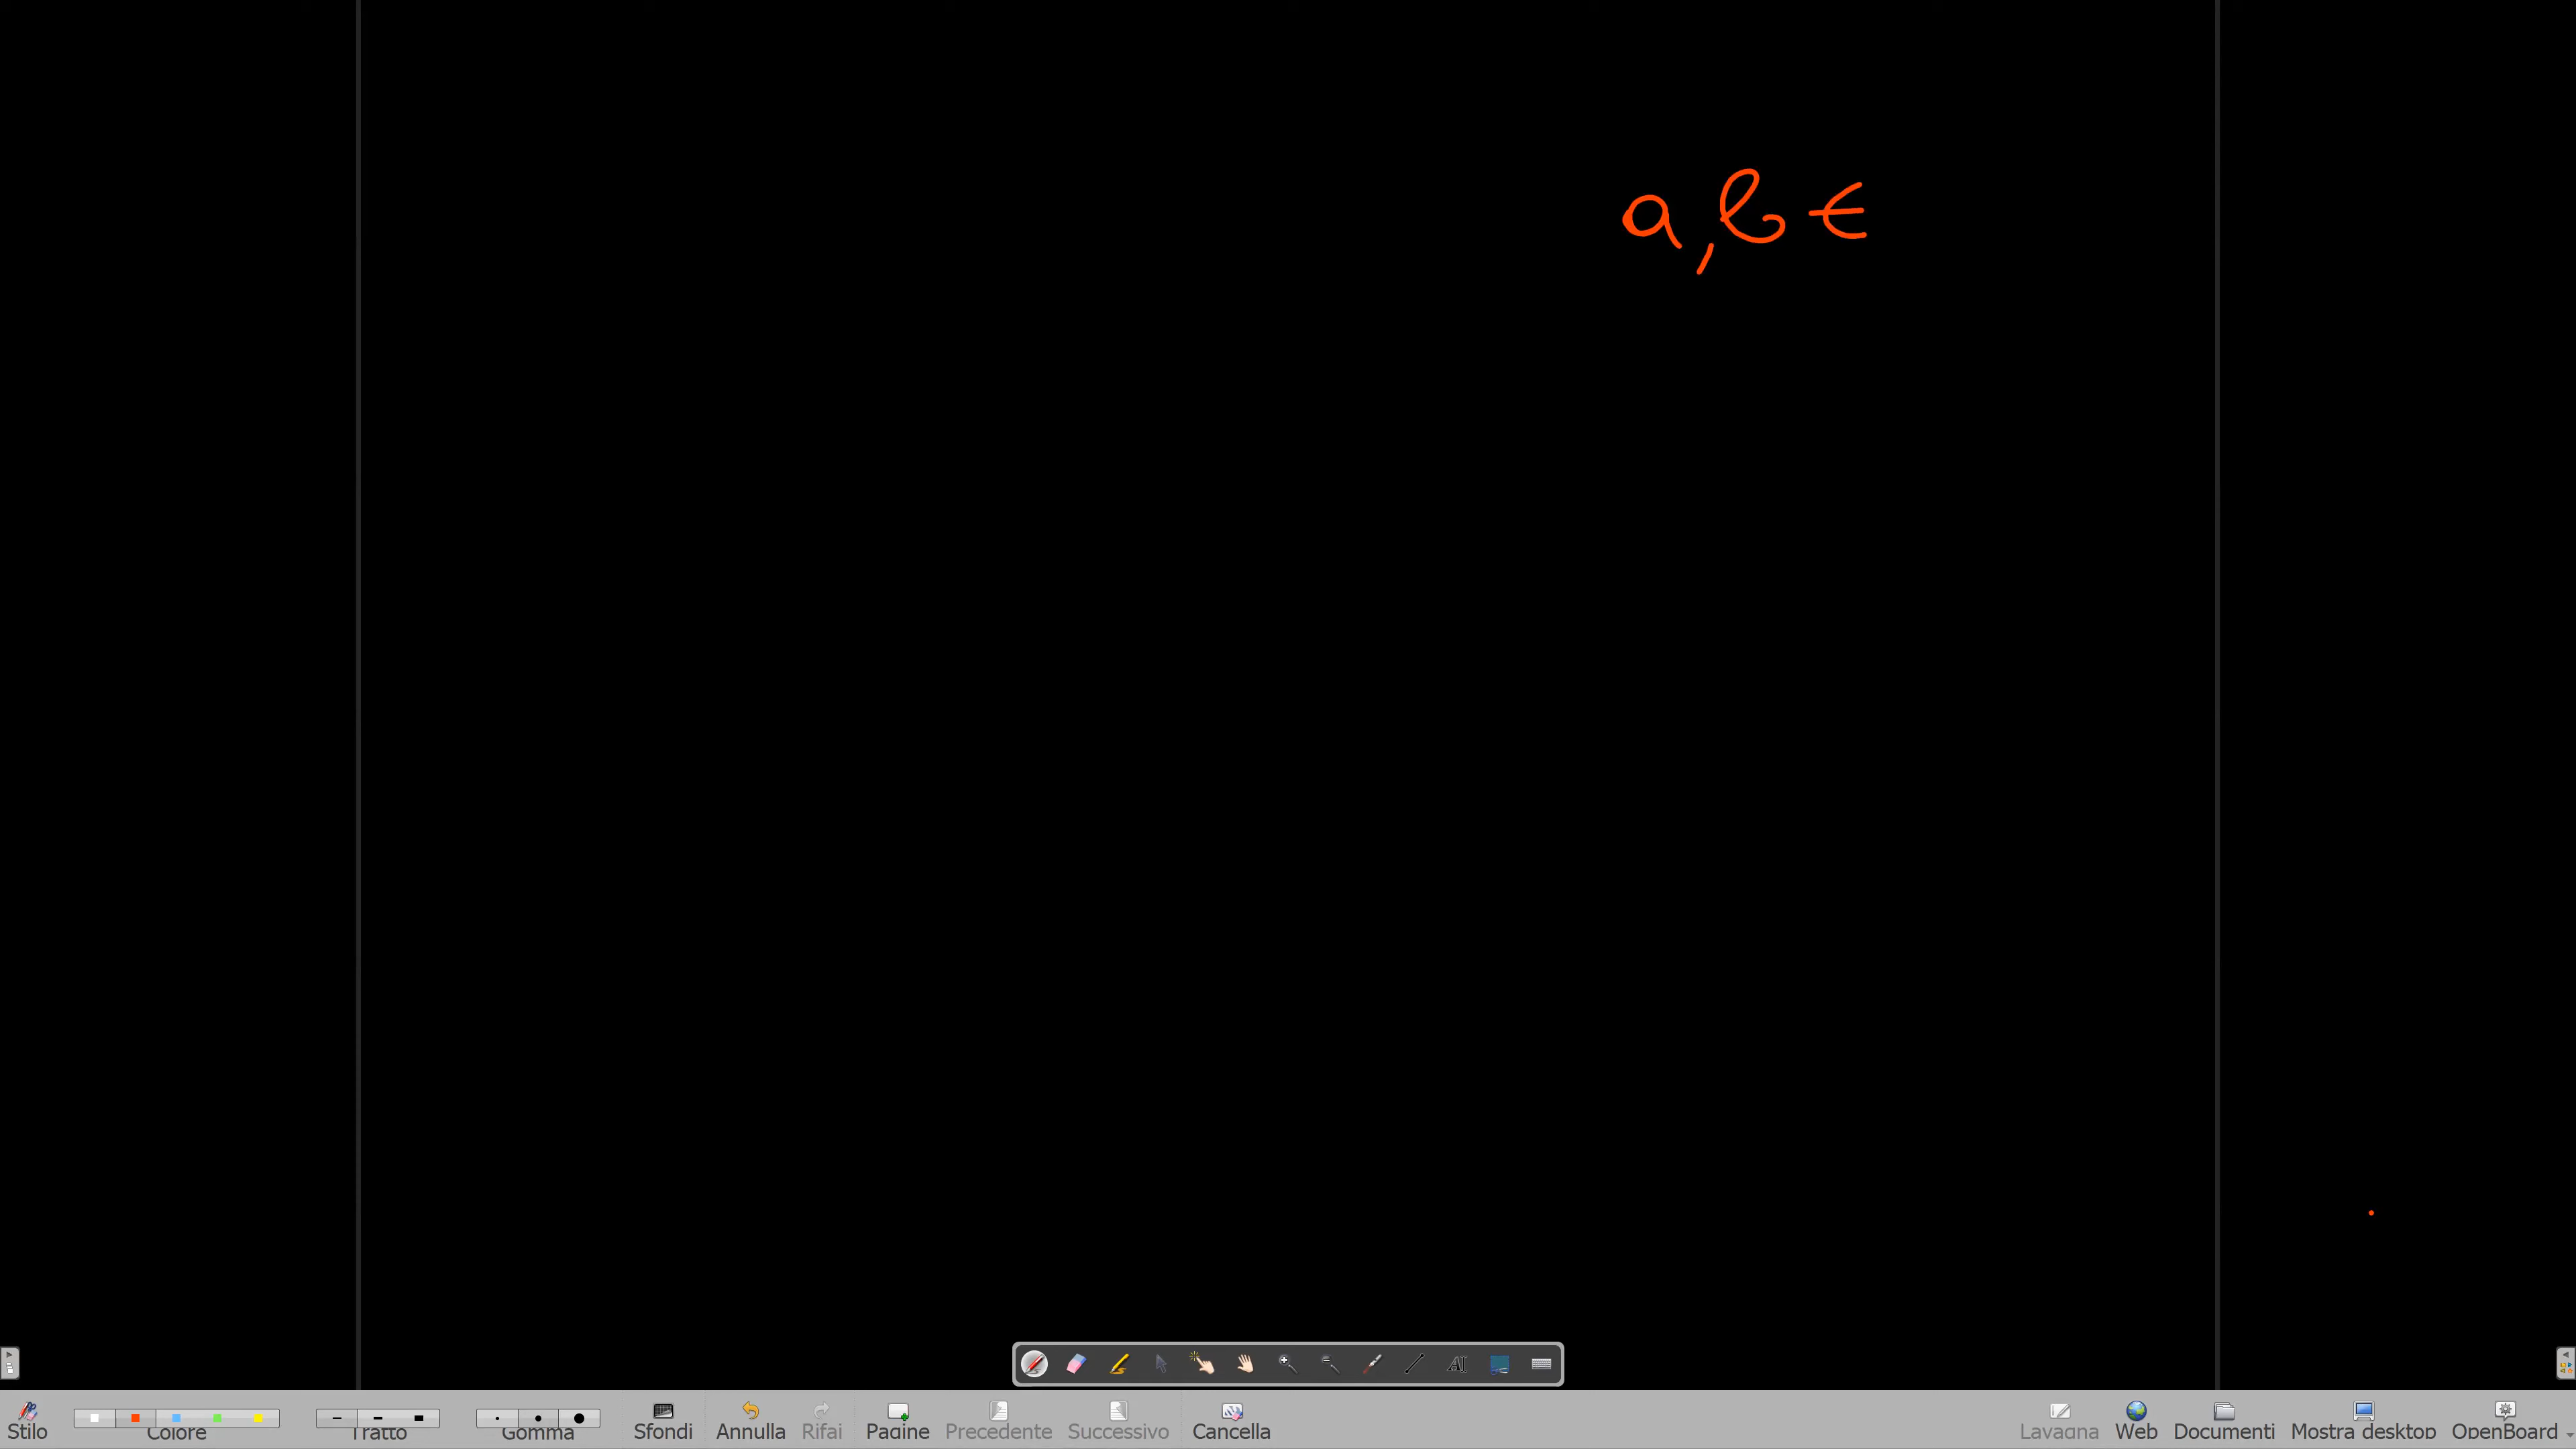 a, b ∈
Stilo Colore Tratto Gomma Sfondi Annulla Rifai Pagine Precedente Successivo Cancella Lavagna Web Documenti Mostra desktop OpenBoard